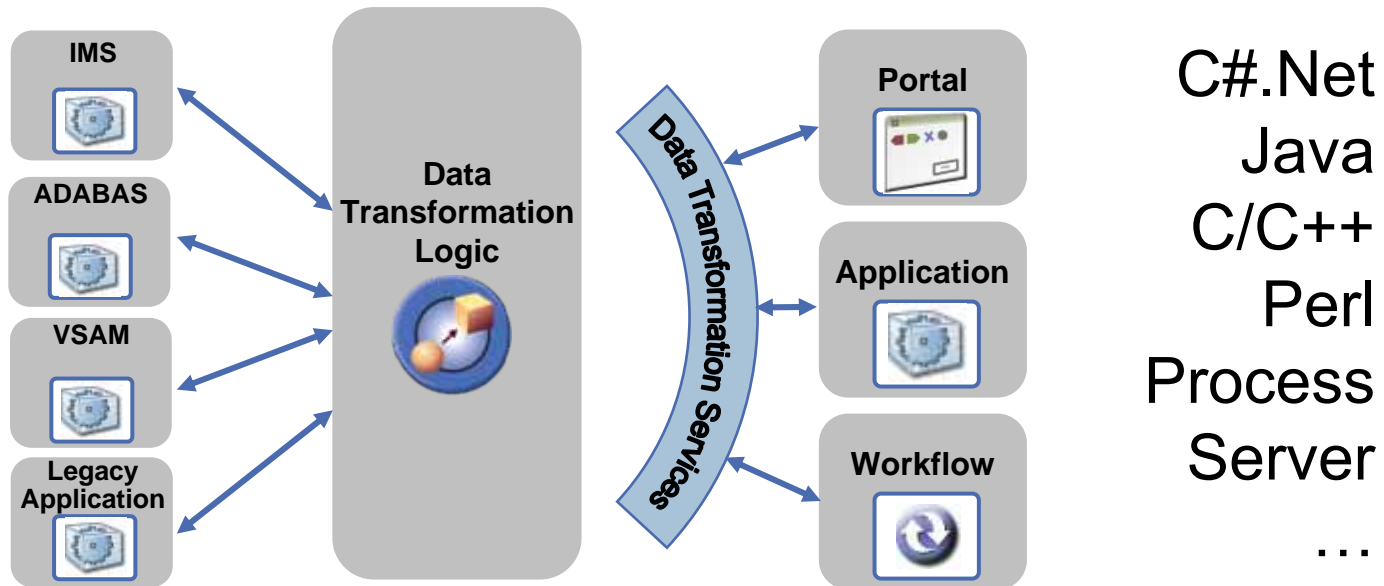 IMS
ADABAS
VSAM
Legacy
Application
Data
Transformation
Logic
Data Transformation Services
Portal
Application
Workflow
C#.Net
Java
C/C++
Perl
Process
Server
…